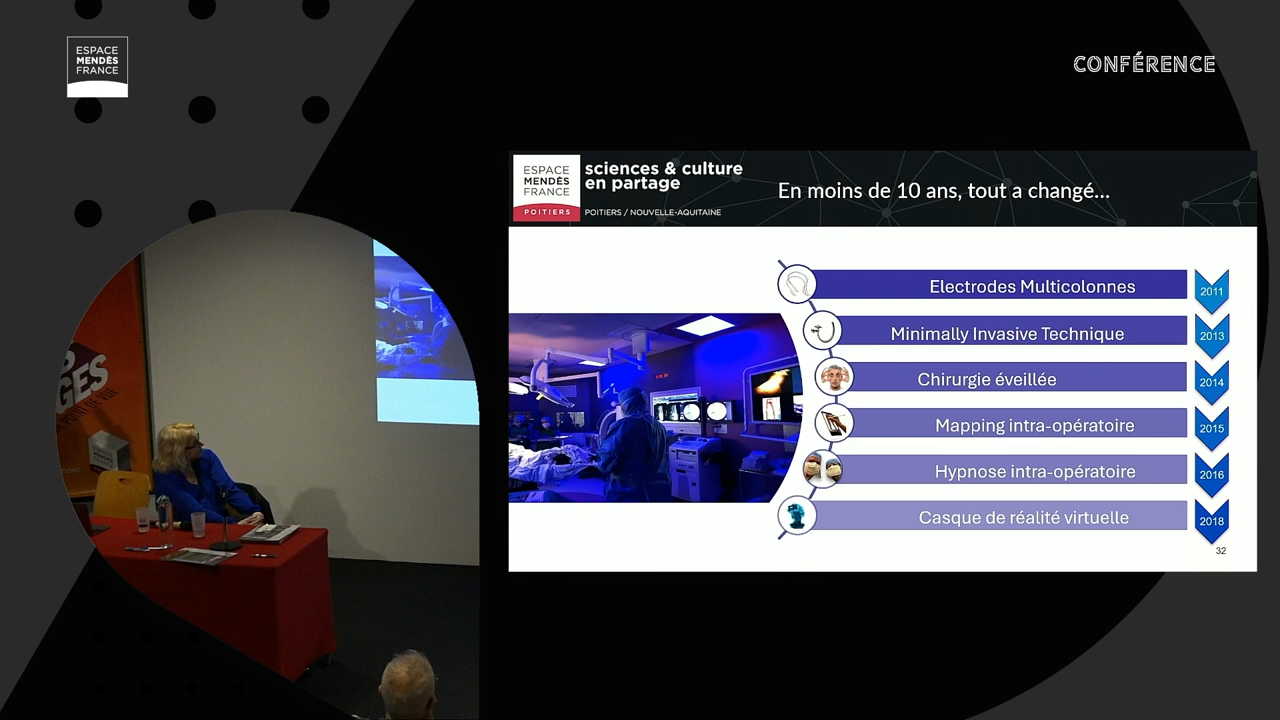 ESPACE
MENDÈS
FRANCE
CONFÉRENCE
ESPACE
MENDÈS
FRANCE
POITIERS
sciences & culture
en partage
POITIERS / NOUVELLE-AQUITAINE
En moins de 10 ans, tout a changé...
Electrodes Multicolonnes
2011
Minimally Invasive Technique
2013
Chirurgie éveillée
2014
Mapping intra-opératoire
2015
Hypnose intra-opératoire
2016
Casque de réalité virtuelle
2018
32